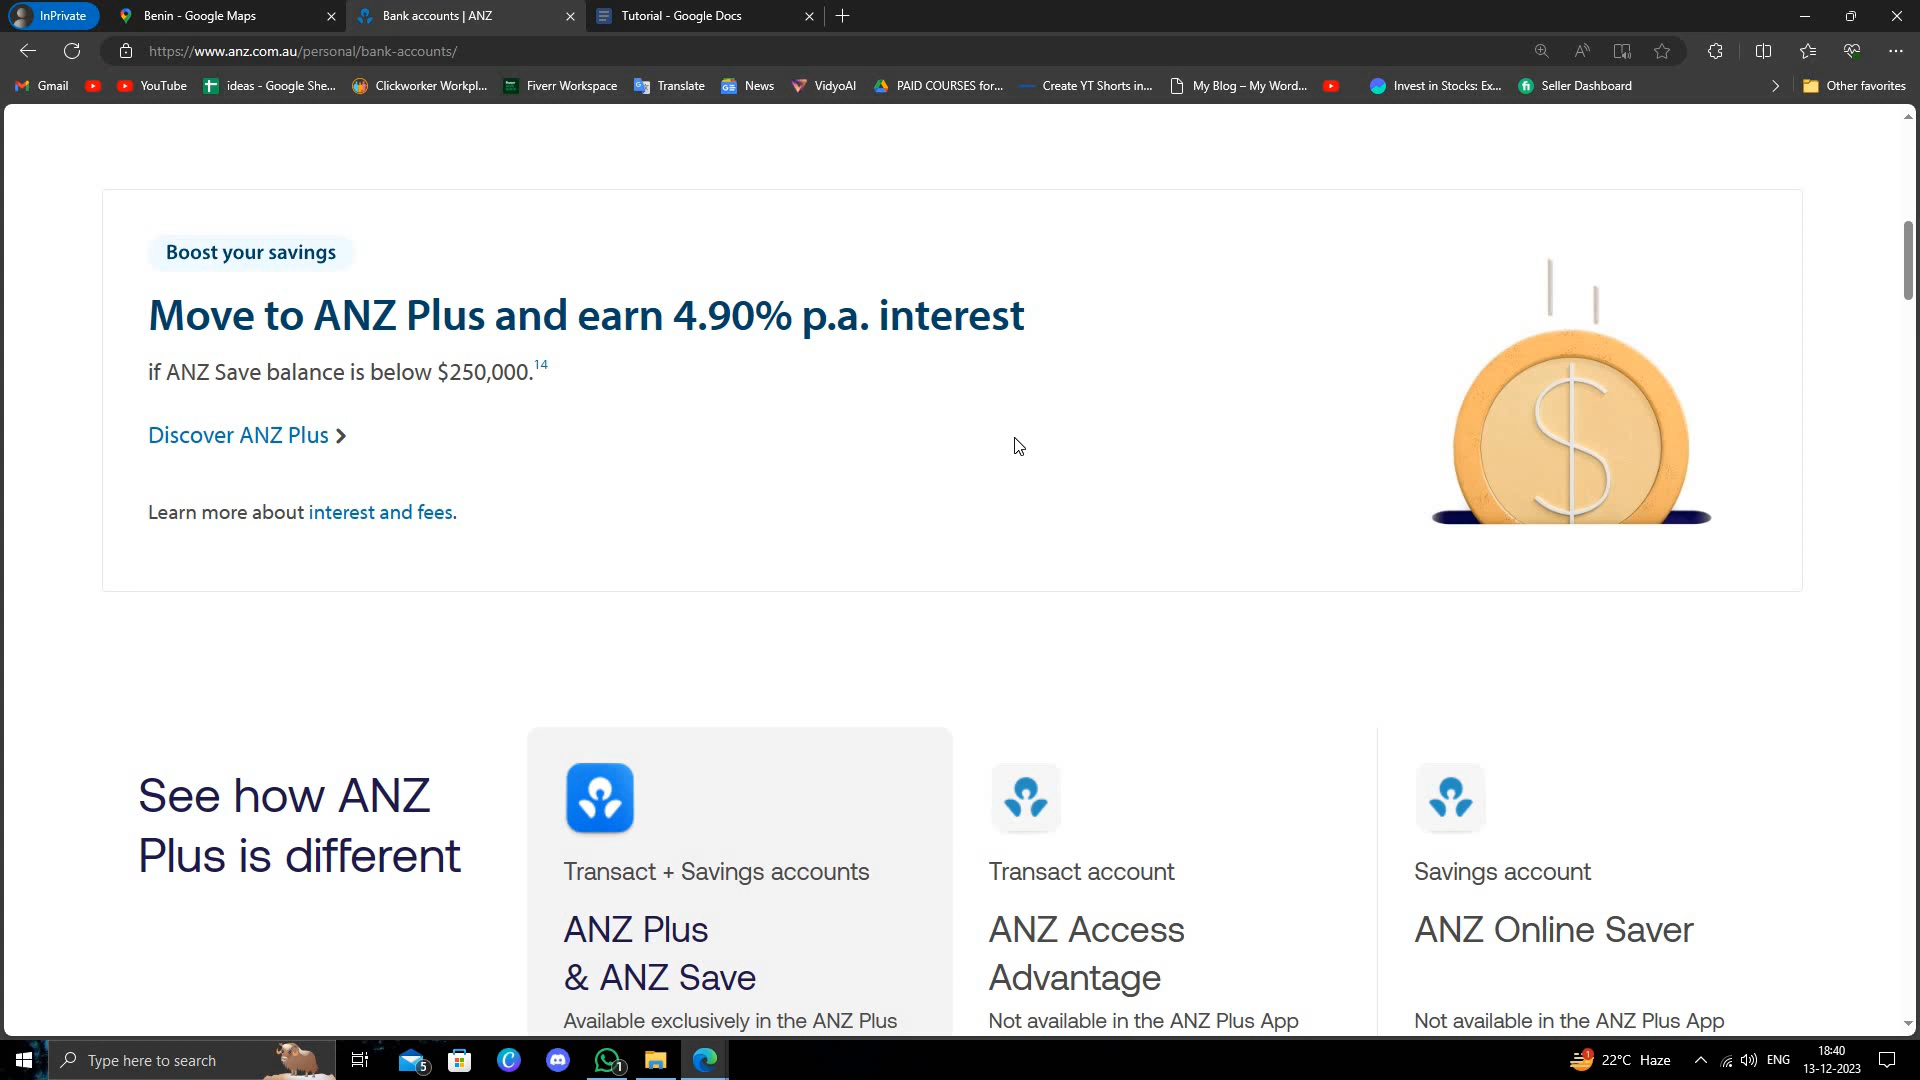 InPrivate
Benin - Google Maps
Bank accounts | ANZ
Tutorial - Google Docs
https://www.anz.com.au/personal/bank-accounts/
Gmail
YouTube
ideas - Google She...
Clickworker Workpl...
Fiverr Workspace
Translate
News
VidyoAI
PAID COURSES for...
Create YT Shorts in...
My Blog – My Word...
Invest in Stocks: Ex...
Seller Dashboard
Other favorites
Boost your savings
Move to ANZ Plus and earn 4.90% p.a. interest
if ANZ Save balance is below $250,000.14
Discover ANZ Plus
Learn more about interest and fees.
See how ANZ
Plus is different
Transact + Savings accounts
ANZ Plus
& ANZ Save
Available exclusively in the ANZ Plus
Transact account
ANZ Access
Advantage
Not available in the ANZ Plus App
Savings account
ANZ Online Saver
Not available in the ANZ Plus App
Type here to search
5
1
1
22°C Haze
ENG
18:40
13-12-2023